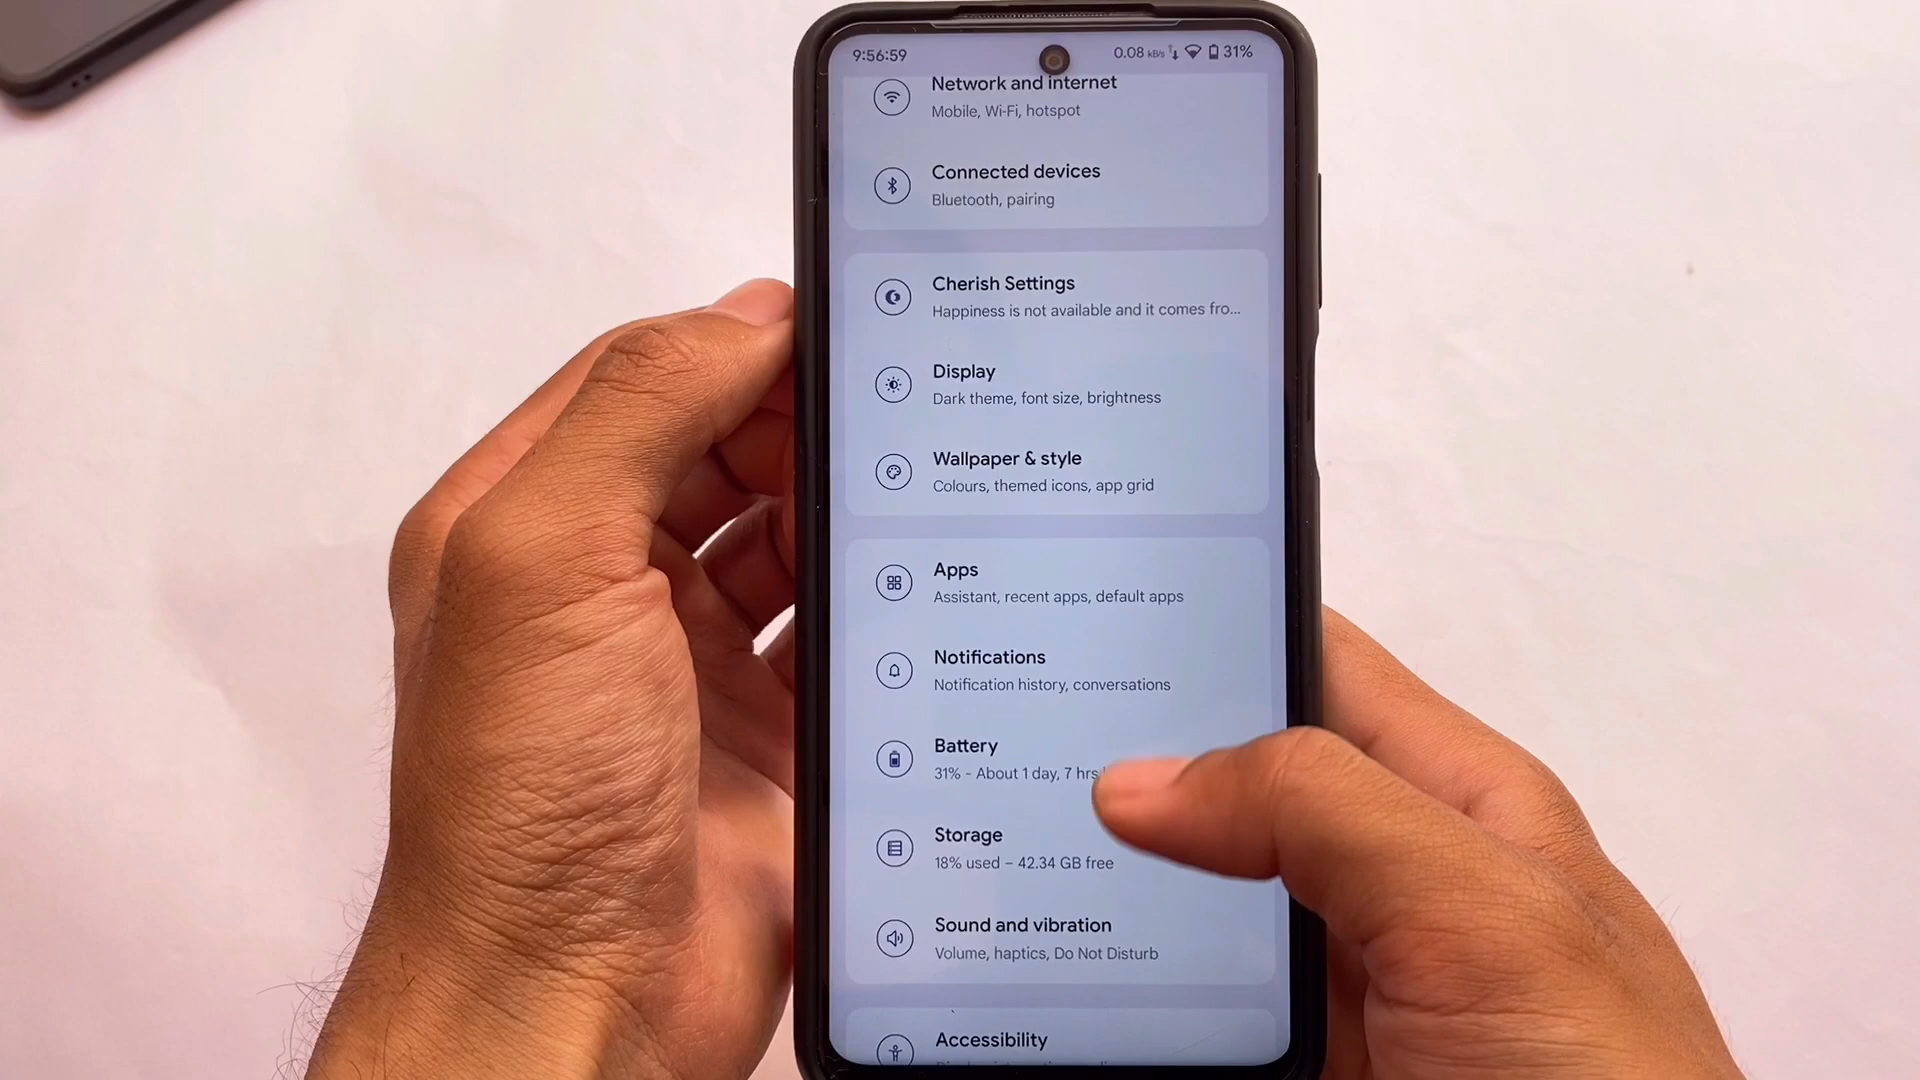 9:56:59 0.08 kB/s 31%
Network and internet
Mobile, Wi-Fi, hotspot
Connected devices
Bluetooth, pairing
Cherish Settings
Happiness is not available and it comes fro...
Display
Dark theme, font size, brightness
Wallpaper & style
Colours, themed icons, app grid
Apps
Assistant, recent apps, default apps
Notifications
Notification history, conversations
Battery
31% - About 1 day, 7 hrs
Storage
18% used – 42.34 GB free
Sound and vibration
Volume, haptics, Do Not Disturb
Accessibility